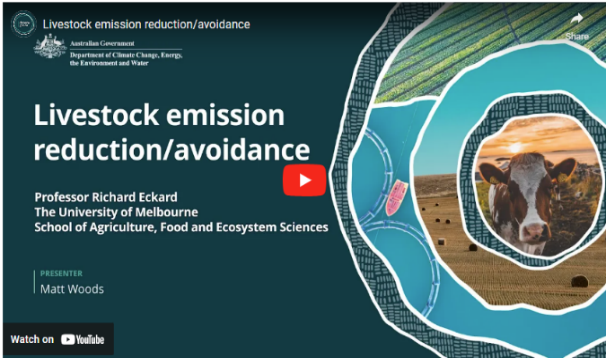 Livestock emission reduction/avoidance
Share
Australian Government
Department of Climate Change, Energy,
the Environment and Water
Livestock emission
reduction/avoidance
Professor Richard Eckard
The University of Melbourne
School of Agriculture, Food and Ecosystem Sciences
PRESENTER
Matt Woods
Watch on YouTube